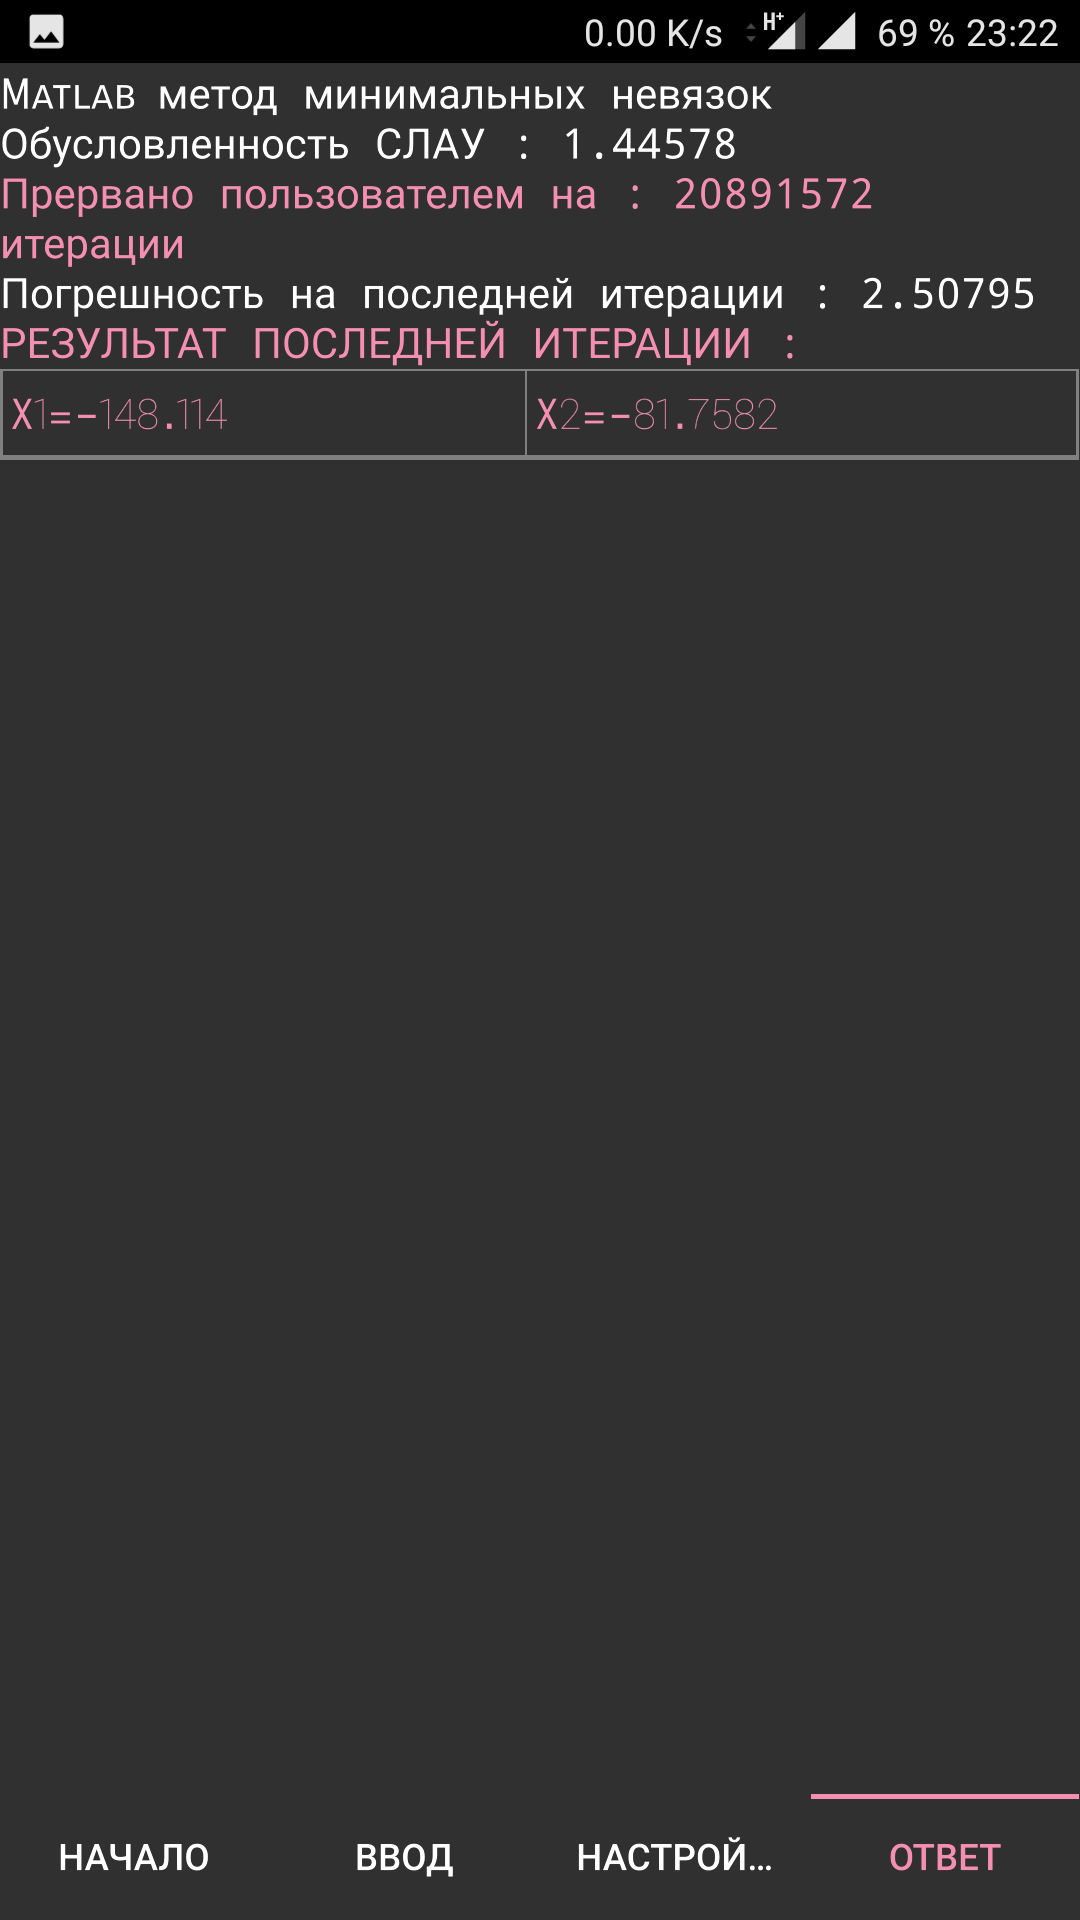 0.00 K/s H+ 69 % 23:22
MATLAB метод минимальных невязок
Обусловленность СЛАУ : 1.44578
Прервано пользователем на : 20891572
итерации
Погрешность на последней итерации : 2.50795
РЕЗУЛЬТАТ ПОСЛЕДНЕЙ ИТЕРАЦИИ :
X1=-148.114 X2=-81.7582
НАЧАЛО ВВОД НАСТРОЙ... ОТВЕТ